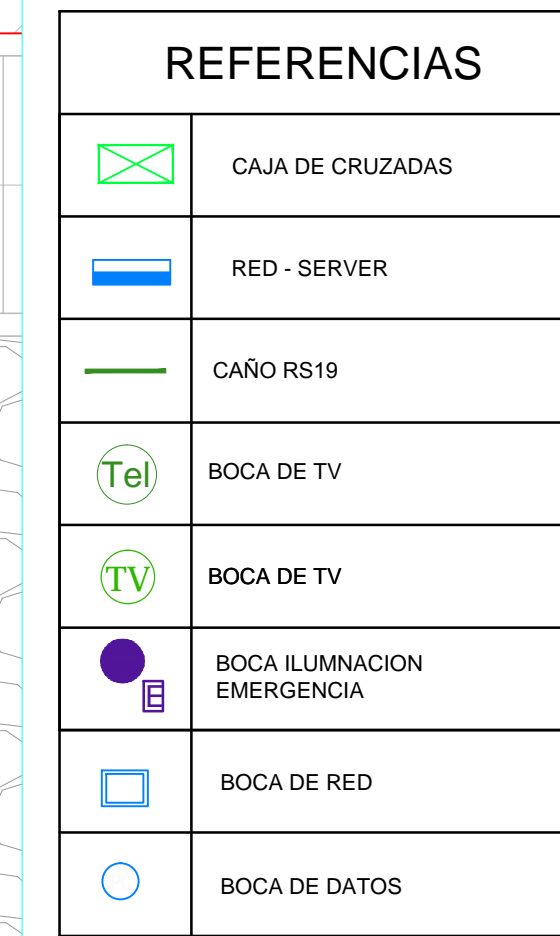 REFERENCIAS
CAJA DE CRUZADAS
RED - SERVER
CAÑO RS19
Tel BOCA DE TV
TV BOCA DE TV
BOCA ILUMNACION
EMERGENCIA
E
BOCA DE RED
BOCA DE DATOS